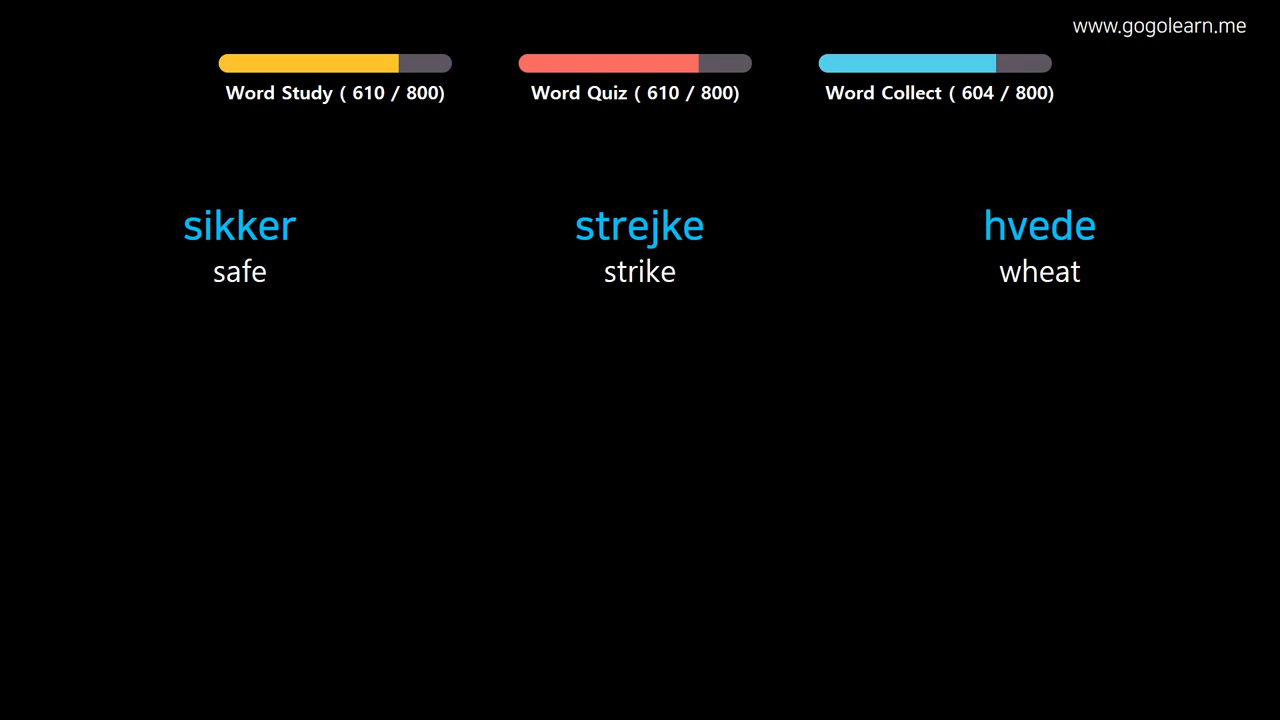 www.gogolearn.me
Word Study ( 610 / 800)
Word Quiz ( 610 / 800)
Word Collect ( 604 / 800)
sikker
safe
strejke
strike
hvede
wheat